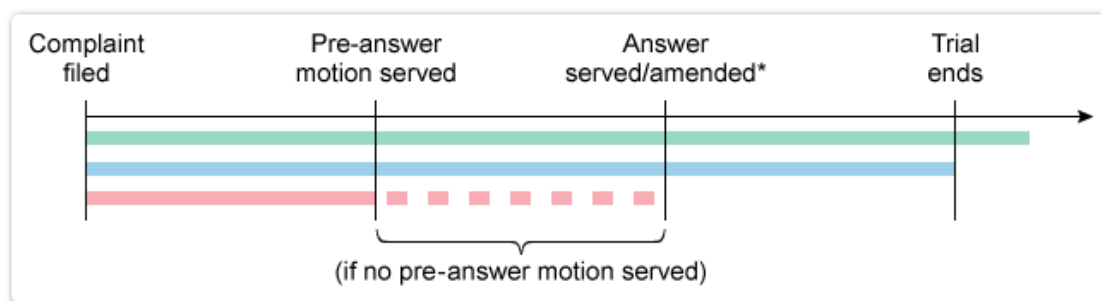 Complaint
filed
Pre-answer
motion served
Answer
served/amended*
Trial
ends
(if no pre-answer motion served)